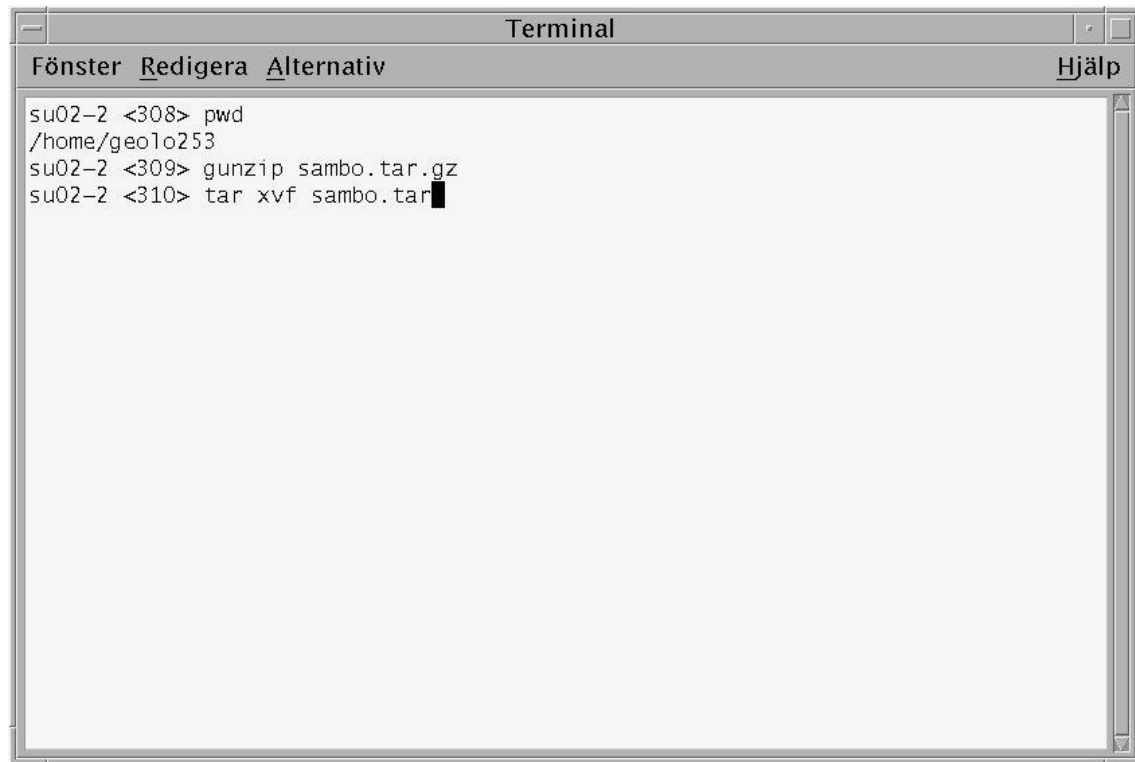 Terminal
Fönster Redigera Alternativ Hjälp
su02-2 <308> pwd
/home/geolo253
su02-2 <309> gunzip sambo.tar.gz
su02-2 <310> tar xvf sambo.tar